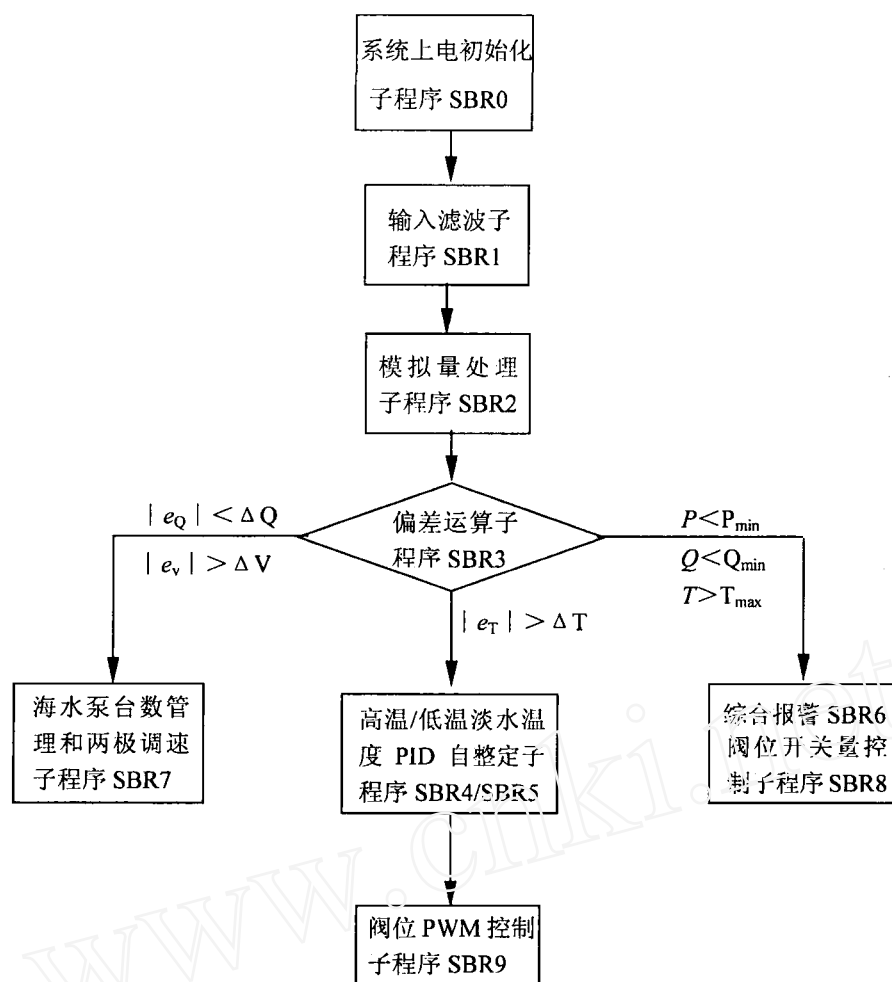 系统上电初始化
子程序 SBR0
输入滤波子
程序 SBR1
模拟量处理
子程序 SBR2
偏差运算子
程序 SBR3
| eQ | < ΔQ
| ev | > ΔV
P<Pmin
Q<Qmin
T>Tmax
| eT | > ΔT
海水泵台数管
理和两极调速
子程序 SBR7
高温/低温淡水温
度 PID 自整定子
程序 SBR4/SBR5
综合报警 SBR6
阀位开关量控
制子程序 SBR8
阀位 PWM 控制
子程序 SBR9
www.cnki.net